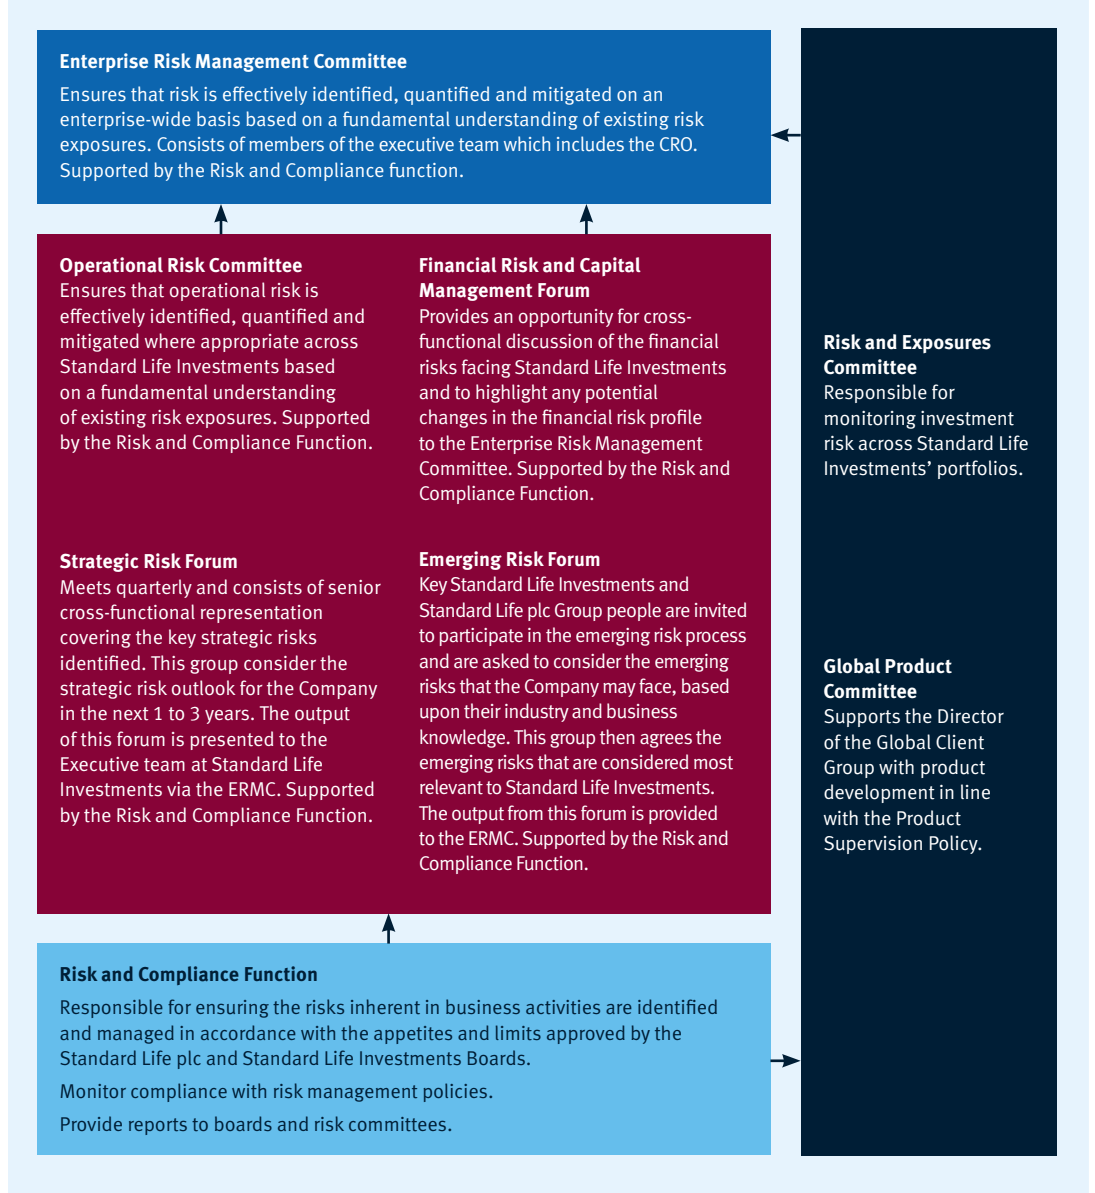 Enterprise Risk Management Committee
Ensures that risk is effectively identified, quantified and mitigated on an
enterprise-wide basis based on a fundamental understanding of existing risk
exposures. Consists of members of the executive team which includes the CRO.
Supported by the Risk and Compliance function.
Operational Risk Committee
Ensures that operational risk is
effectively identified, quantified and
mitigated where appropriate across
Standard Life Investments based
on a fundamental understanding
of existing risk exposures. Supported
by the Risk and Compliance Function.
Financial Risk and Capital
Management Forum
Provides an opportunity for cross-
functional discussion of the financial
risks facing Standard Life Investments
and to highlight any potential
changes in the financial risk profile
to the Enterprise Risk Management
Committee. Supported by the Risk and
Compliance Function.
Strategic Risk Forum
Meets quarterly and consists of senior
cross-functional representation
covering the key strategic risks
identified. This group consider the
strategic risk outlook for the Company
in the next 1 to 3 years. The output
of this forum is presented to the
Executive team at Standard Life
Investments via the ERMC. Supported
by the Risk and Compliance Function.
Emerging Risk Forum
Key Standard Life Investments and
Standard Life plc Group people are invited
to participate in the emerging risk process
and are asked to consider the emerging
risks that the Company may face, based
upon their industry and business
knowledge. This group then agrees the
emerging risks that are considered most
relevant to Standard Life Investments.
The output from this forum is provided
to the ERMC. Supported by the Risk and
Compliance Function.
Risk and Compliance Function
Responsible for ensuring the risks inherent in business activities are identified
and managed in accordance with the appetites and limits approved by the
Standard Life plc and Standard Life Investments Boards.
Monitor compliance with risk management policies.
Provide reports to boards and risk committees.
Risk and Exposures
Committee
Responsible for
monitoring investment
risk across Standard Life
Investments’ portfolios.
Global Product
Committee
Supports the Director
of the Global Client
Group with product
development in line
with the Product
Supervision Policy.